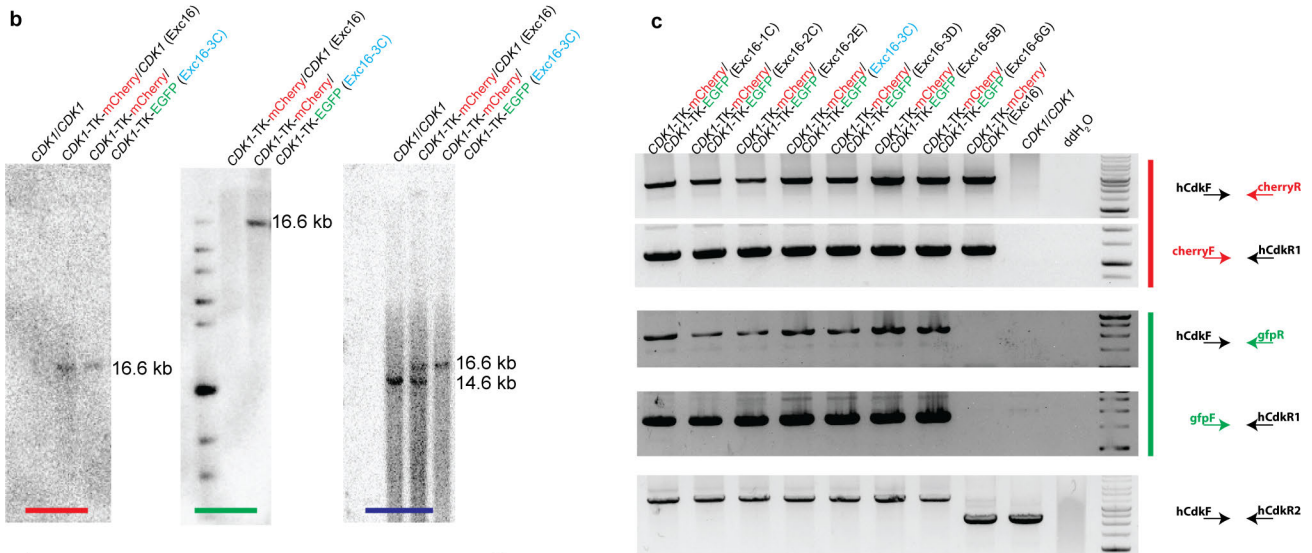 b
CDK1/CDK1
CDK1-TK-mCherry/CDK1 (Exc16)
CDK1-TK-mCherry/
CDK1-TK-EGFP (Exc16-3C)
16.6 kb
CDK1-TK-mCherry/CDK1 (Exc16)
CDK1-TK-mCherry/
CDK1-TK-EGFP (Exc16-3C)
16.6 kb
CDK1/CDK1
CDK1-TK-mCherry/CDK1 (Exc16)
CDK1-TK-mCherry/
CDK1-TK-EGFP (Exc16-3C)
16.6 kb
14.6 kb
c
CDK1-TK-mCherry/
CDK1-TK-EGFP (Exc16-1C)
CDK1-TK-mCherry/
CDK1-TK-EGFP (Exc16-2C)
CDK1-TK-mCherry/
CDK1-TK-EGFP (Exc16-2E)
CDK1-TK-mCherry/
CDK1-TK-EGFP (Exc16-3C)
CDK1-TK-mCherry/
CDK1-TK-EGFP (Exc16-3D)
CDK1-TK-mCherry/
CDK1-TK-EGFP (Exc16-5B)
CDK1-TK-mCherry/
CDK1-TK-EGFP (Exc16-6G)
CDK1-TK-mCherry/
CDK1 (Exc16)
CDK1/CDK1
ddH2O
hCdkF cherryR
cherryF hCdkR1
hCdkF gfpR
gfpF hCdkR1
hCdkF hCdkR2